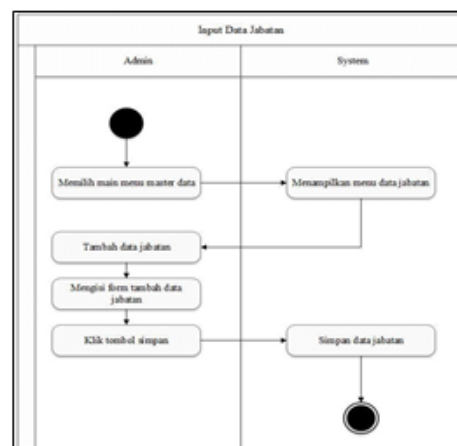 Input Data Jabatan
Admin
System
Memilih main menu master data
Menampilkan menu data jabatan
Tambah data jabatan
Mengisi form tambah data
jabatan
Klik tombol simpan
Simpan data jabatan